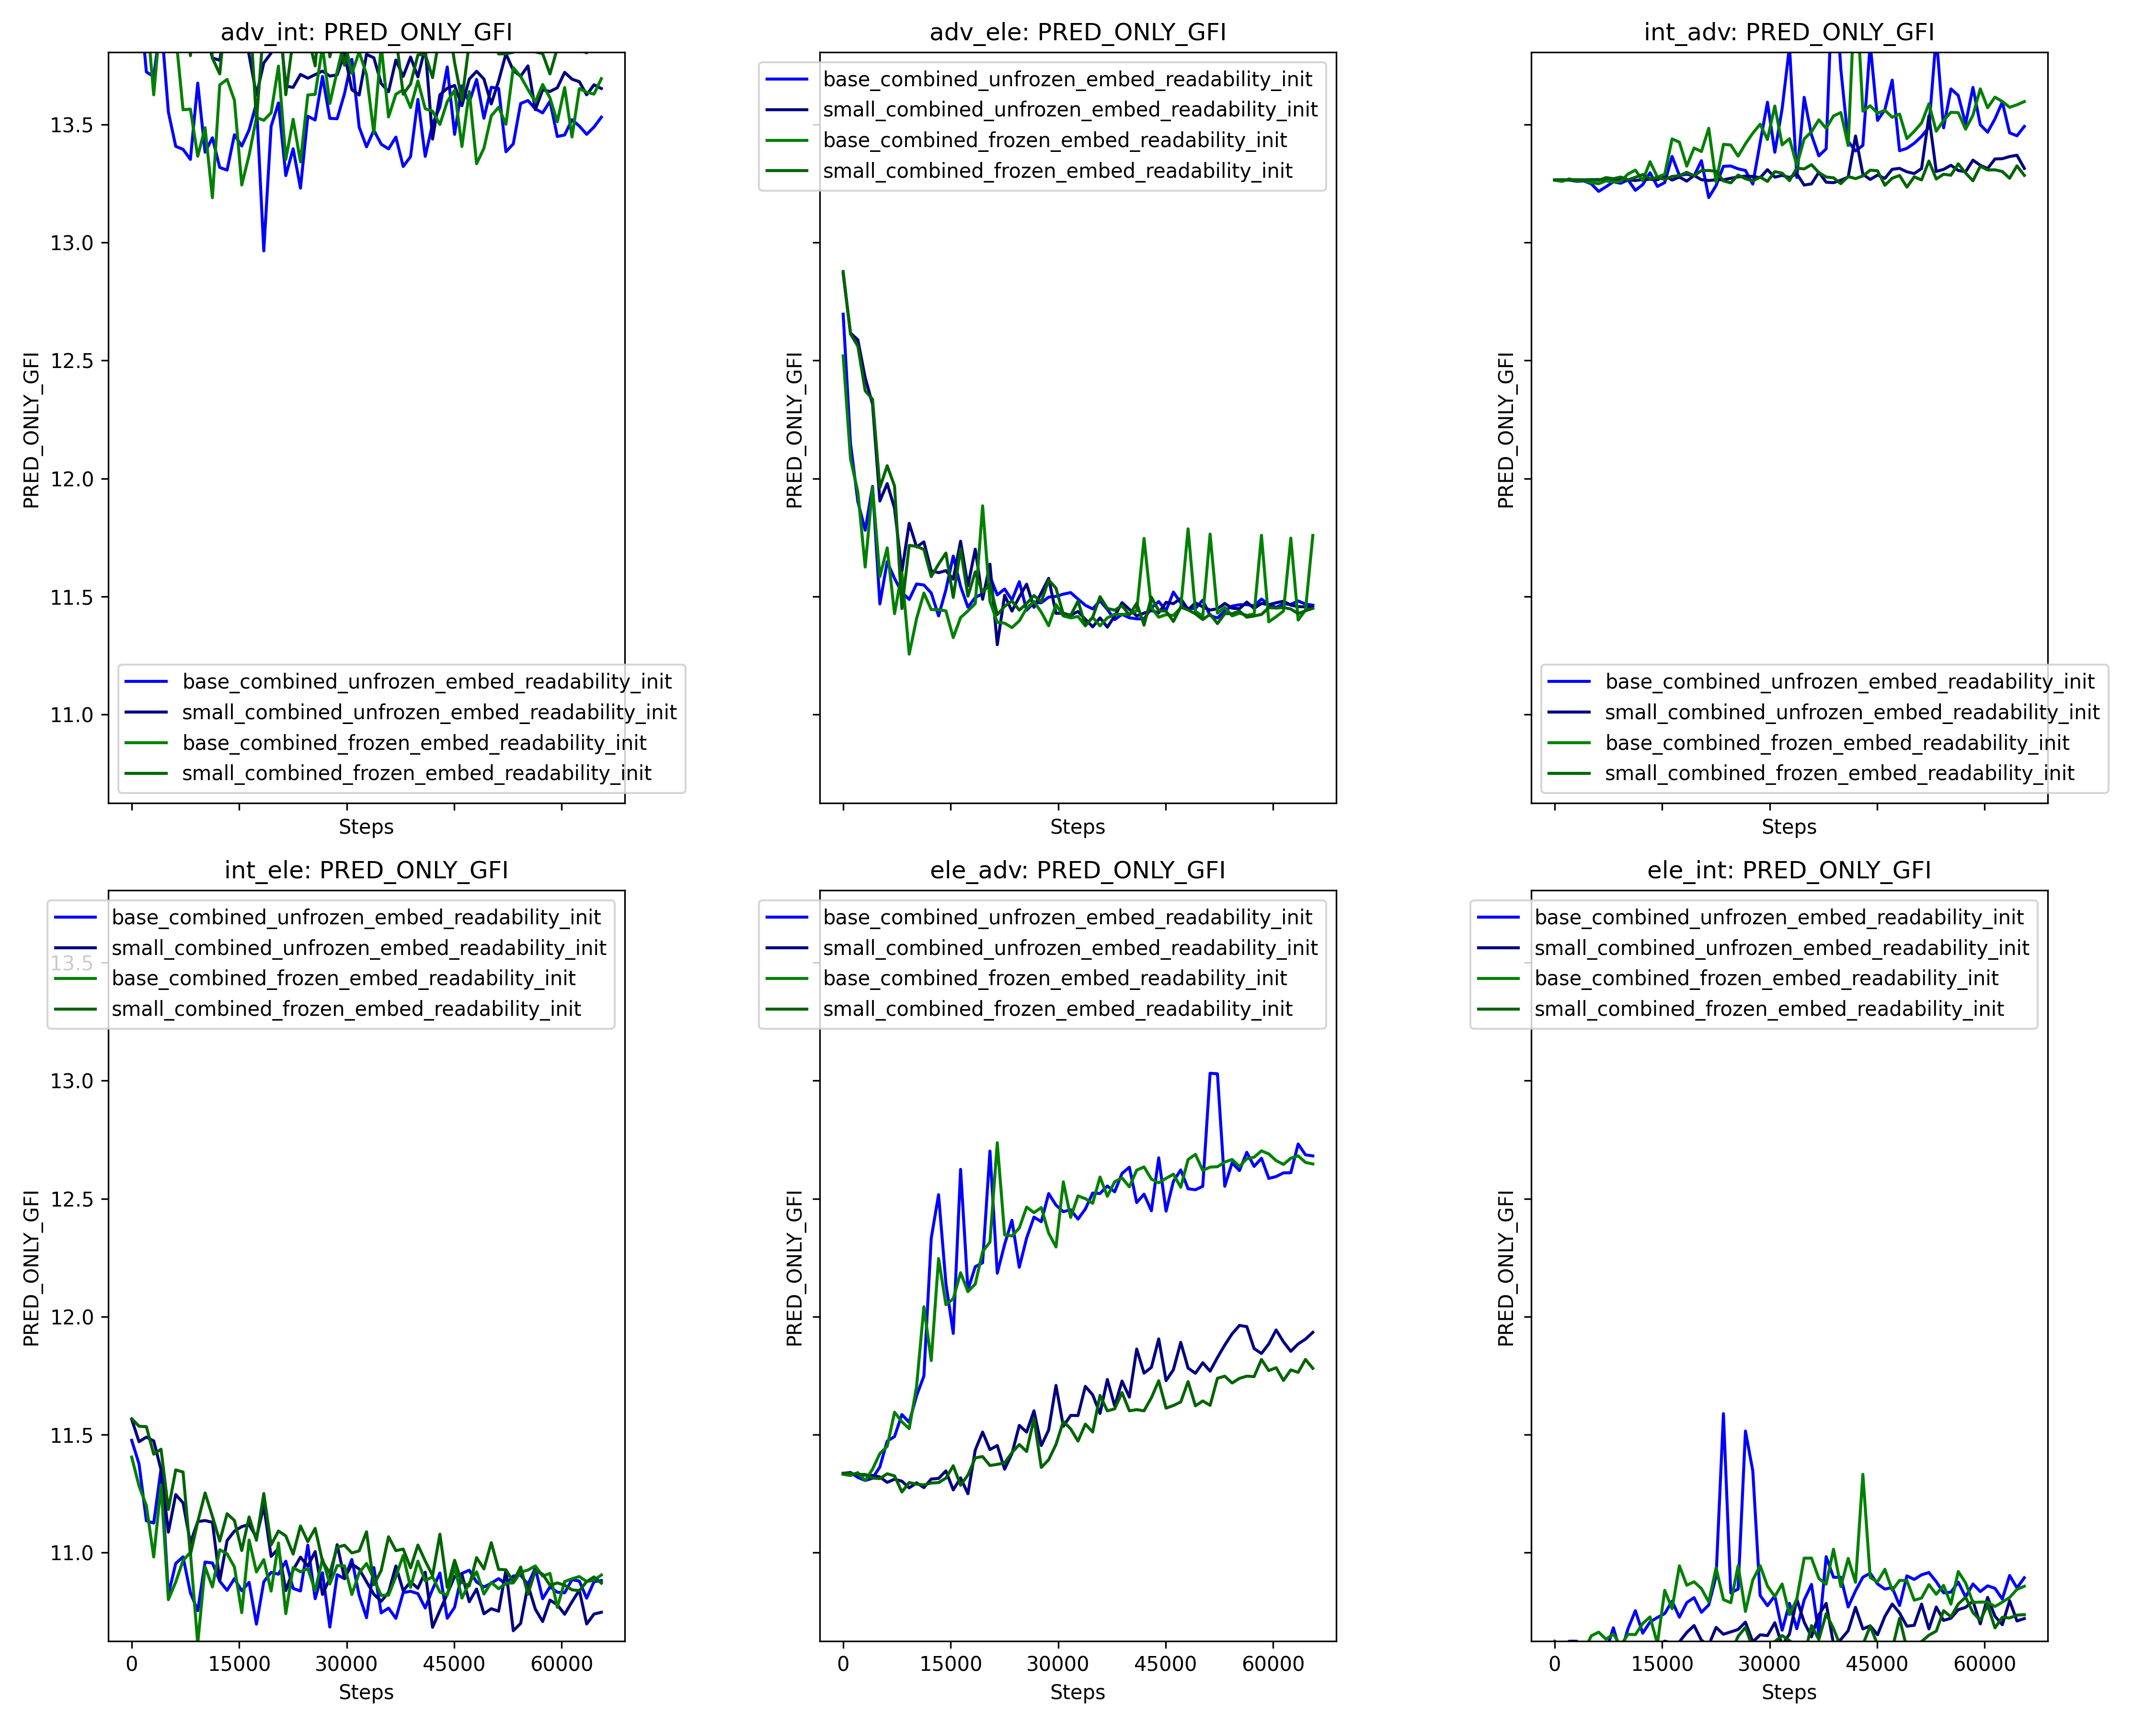 adv_int: PRED_ONLY_GFI
13.5
13.0
12.5
12.0
11.5
11.0
PRED_ONLY_GFI
base_combined_unfrozen_embed_readability_init
small_combined_unfrozen_embed_readability_init
base_combined_frozen_embed_readability_init
small_combined_frozen_embed_readability_init
Steps
adv_ele: PRED_ONLY_GFI
base_combined_unfrozen_embed_readability_init
small_combined_unfrozen_embed_readability_init
base_combined_frozen_embed_readability_init
small_combined_frozen_embed_readability_init
PRED_ONLY_GFI
Steps
int_adv: PRED_ONLY_GFI
PRED_ONLY_GFI
base_combined_unfrozen_embed_readability_init
small_combined_unfrozen_embed_readability_init
base_combined_frozen_embed_readability_init
small_combined_frozen_embed_readability_init
Steps
int_ele: PRED_ONLY_GFI
base_combined_unfrozen_embed_readability_init
small_combined_unfrozen_embed_readability_init
base_combined_frozen_embed_readability_init
small_combined_frozen_embed_readability_init
13.5
13.0
12.5
12.0
11.5
11.0
PRED_ONLY_GFI
0 15000 30000 45000 60000
Steps
ele_adv: PRED_ONLY_GFI
base_combined_unfrozen_embed_readability_init
small_combined_unfrozen_embed_readability_init
base_combined_frozen_embed_readability_init
small_combined_frozen_embed_readability_init
PRED_ONLY_GFI
0 15000 30000 45000 60000
Steps
ele_int: PRED_ONLY_GFI
base_combined_unfrozen_embed_readability_init
small_combined_unfrozen_embed_readability_init
base_combined_frozen_embed_readability_init
small_combined_frozen_embed_readability_init
PRED_ONLY_GFI
0 15000 30000 45000 60000
Steps